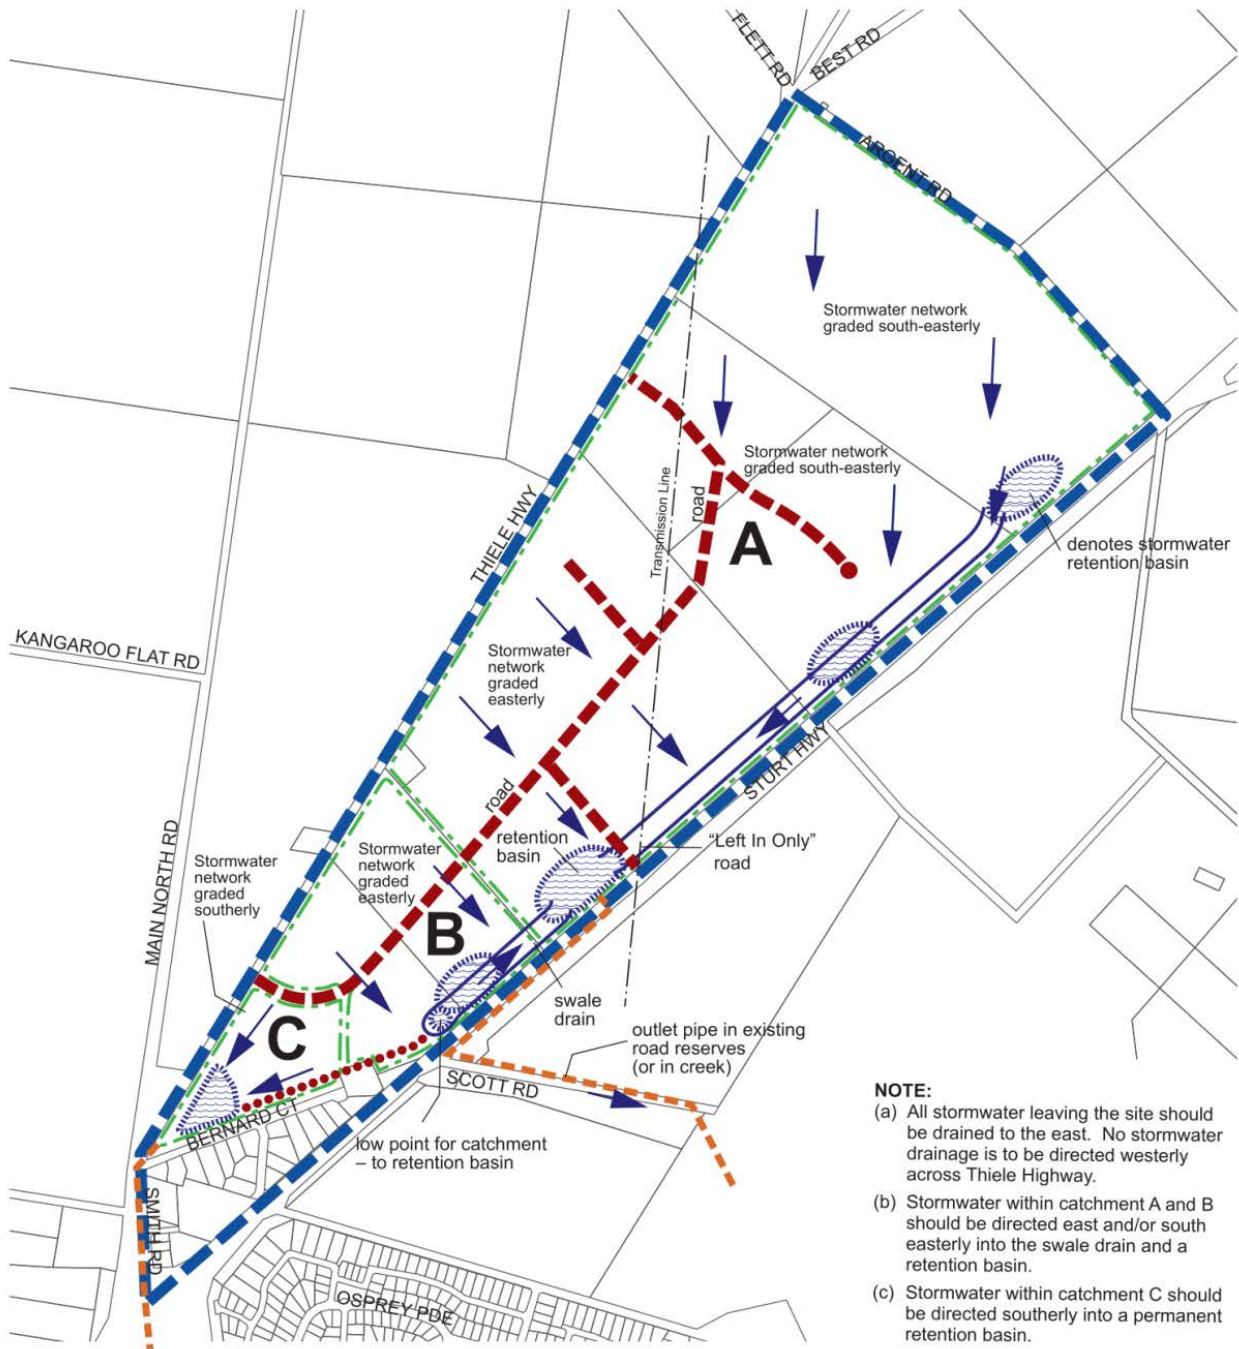 FLETT RD
BEST RD
ARGENT RD
Stormwater network
graded south-easterly
Stormwater network
graded south-easterly
Transmission Line
road
A
THIELE HWY
denotes stormwater
retention basin
KANGAROO FLAT RD
Stormwater
network
graded
easterly
STURT HWY
road
retention
basin
"Left In Only"
road
MAIN NORTH RD
Stormwater
network
graded
southerly
Stormwater
network
graded
easterly
B
swale
drain
C
outlet pipe in existing
road reserves
(or in creek)
SCOTT RD
BERNARD CT
low point for catchment
– to retention basin
SMITH RD
OSPREY PDE
NOTE:
(a) All stormwater leaving the site should
be drained to the east. No stormwater
drainage is to be directed westerly
across Thiele Highway.
(b) Stormwater within catchment A and B
should be directed east and/or south
easterly into the swale drain and a
retention basin.
(c) Stormwater within catchment C should
be directed southerly into a permanent
retention basin.